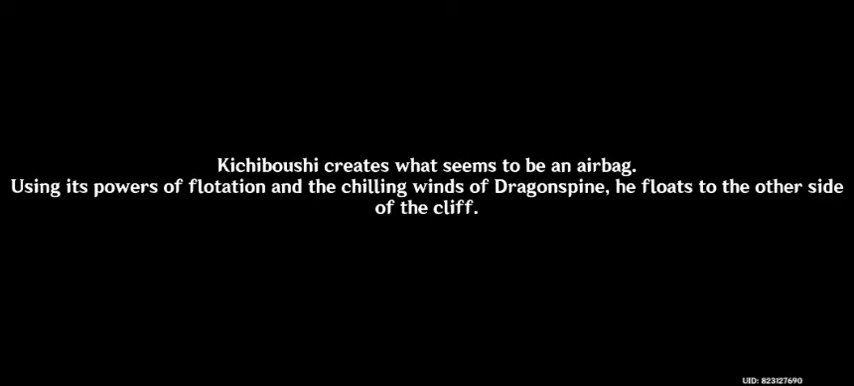 Kichiboushi creates what seems to be an airbag.
Using its powers of flotation and the chilling winds of Dragonspine, he floats to the other side
of the cliff.
UID: 823127690